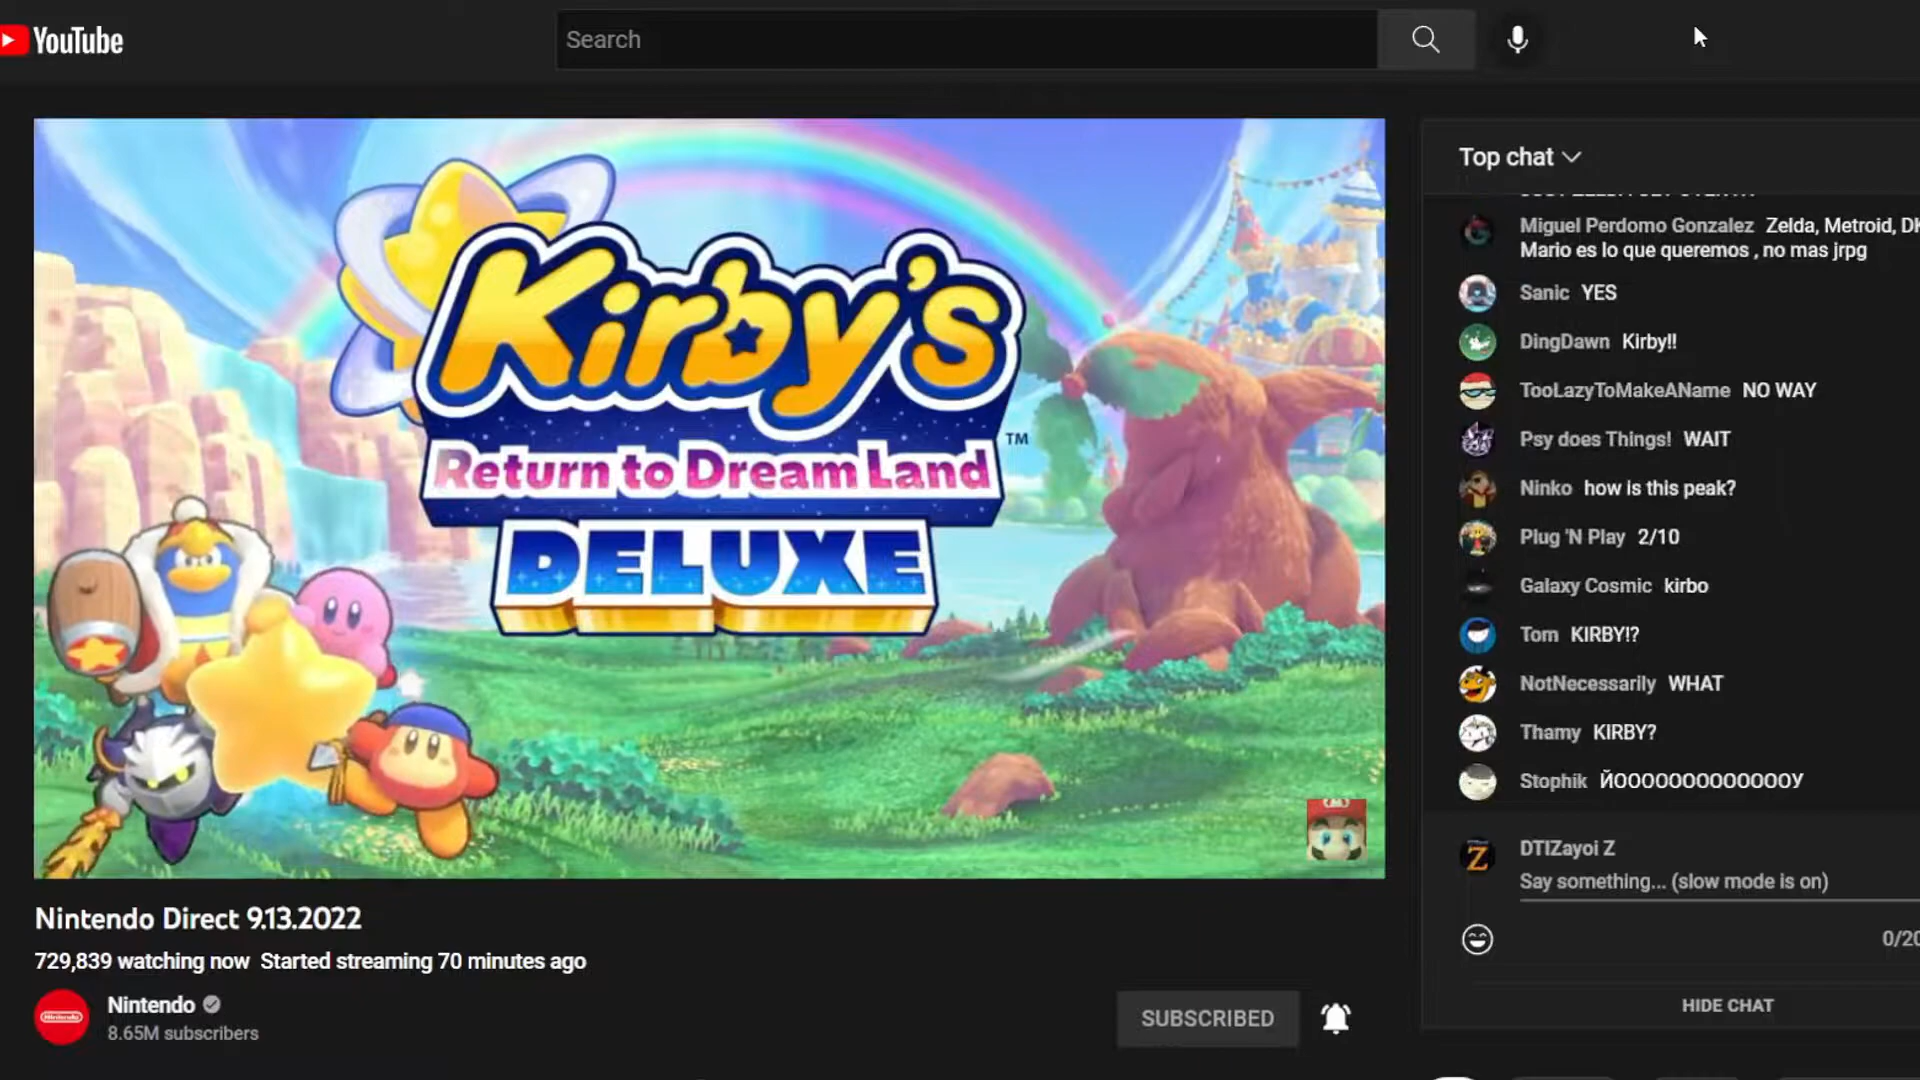 YouTube
Search
Kirby's
Return to Dream Land
TM
DELUXE
Nintendo Direct 9.13.2022
729,839 watching now Started streaming 70 minutes ago
Nintendo
Nintendo
8.65M subscribers
SUBSCRIBED
Top chat
Miguel Perdomo Gonzalez Zelda, Metroid, DK
Mario es lo que queremos , no mas jrpg
Sanic YES
DingDawn Kirby!!
TooLazyToMakeAName NO WAY
Psy does Things! WAIT
Ninko how is this peak?
Plug 'N Play 2/10
Galaxy Cosmic kirbo
Tom KIRBY!?
NotNecessarily WHAT
Thamy KIRBY?
Stophik ЙОООООООООООООУ
Z
DTIZayoi Z
Say something... (slow mode is on)
0/20
HIDE CHAT